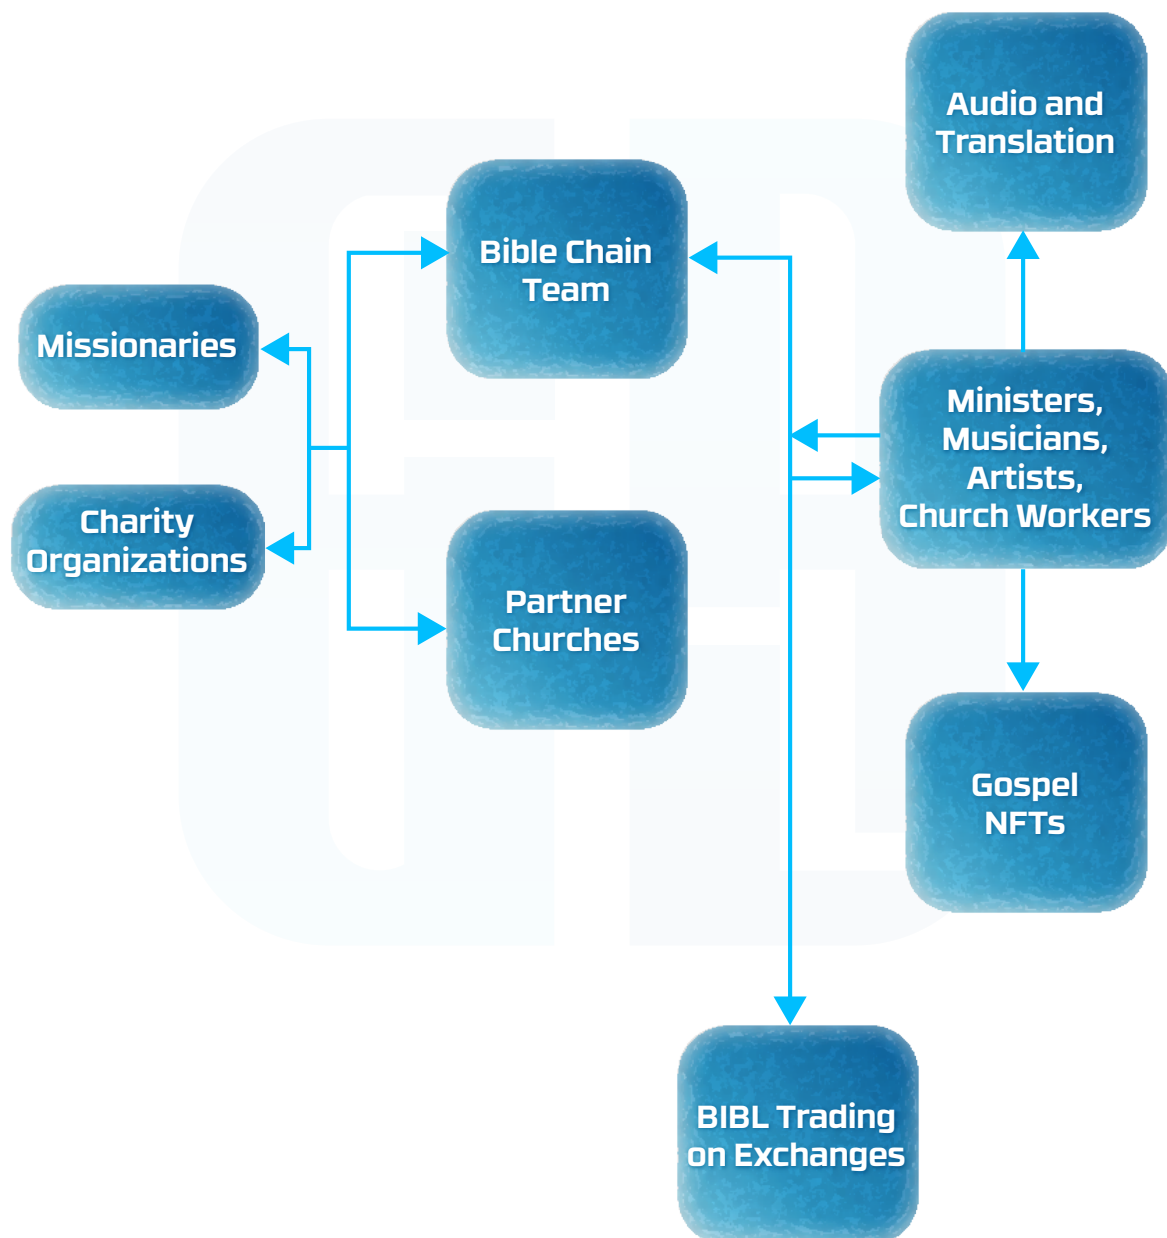 Audio and
Translation
Bible Chain
Team
Missionaries
Ministers,
Musicians,
Artists,
Church Workers
Charity
Organizations
Partner
Churches
Gospel
NFTs
BIBL Trading
on Exchanges